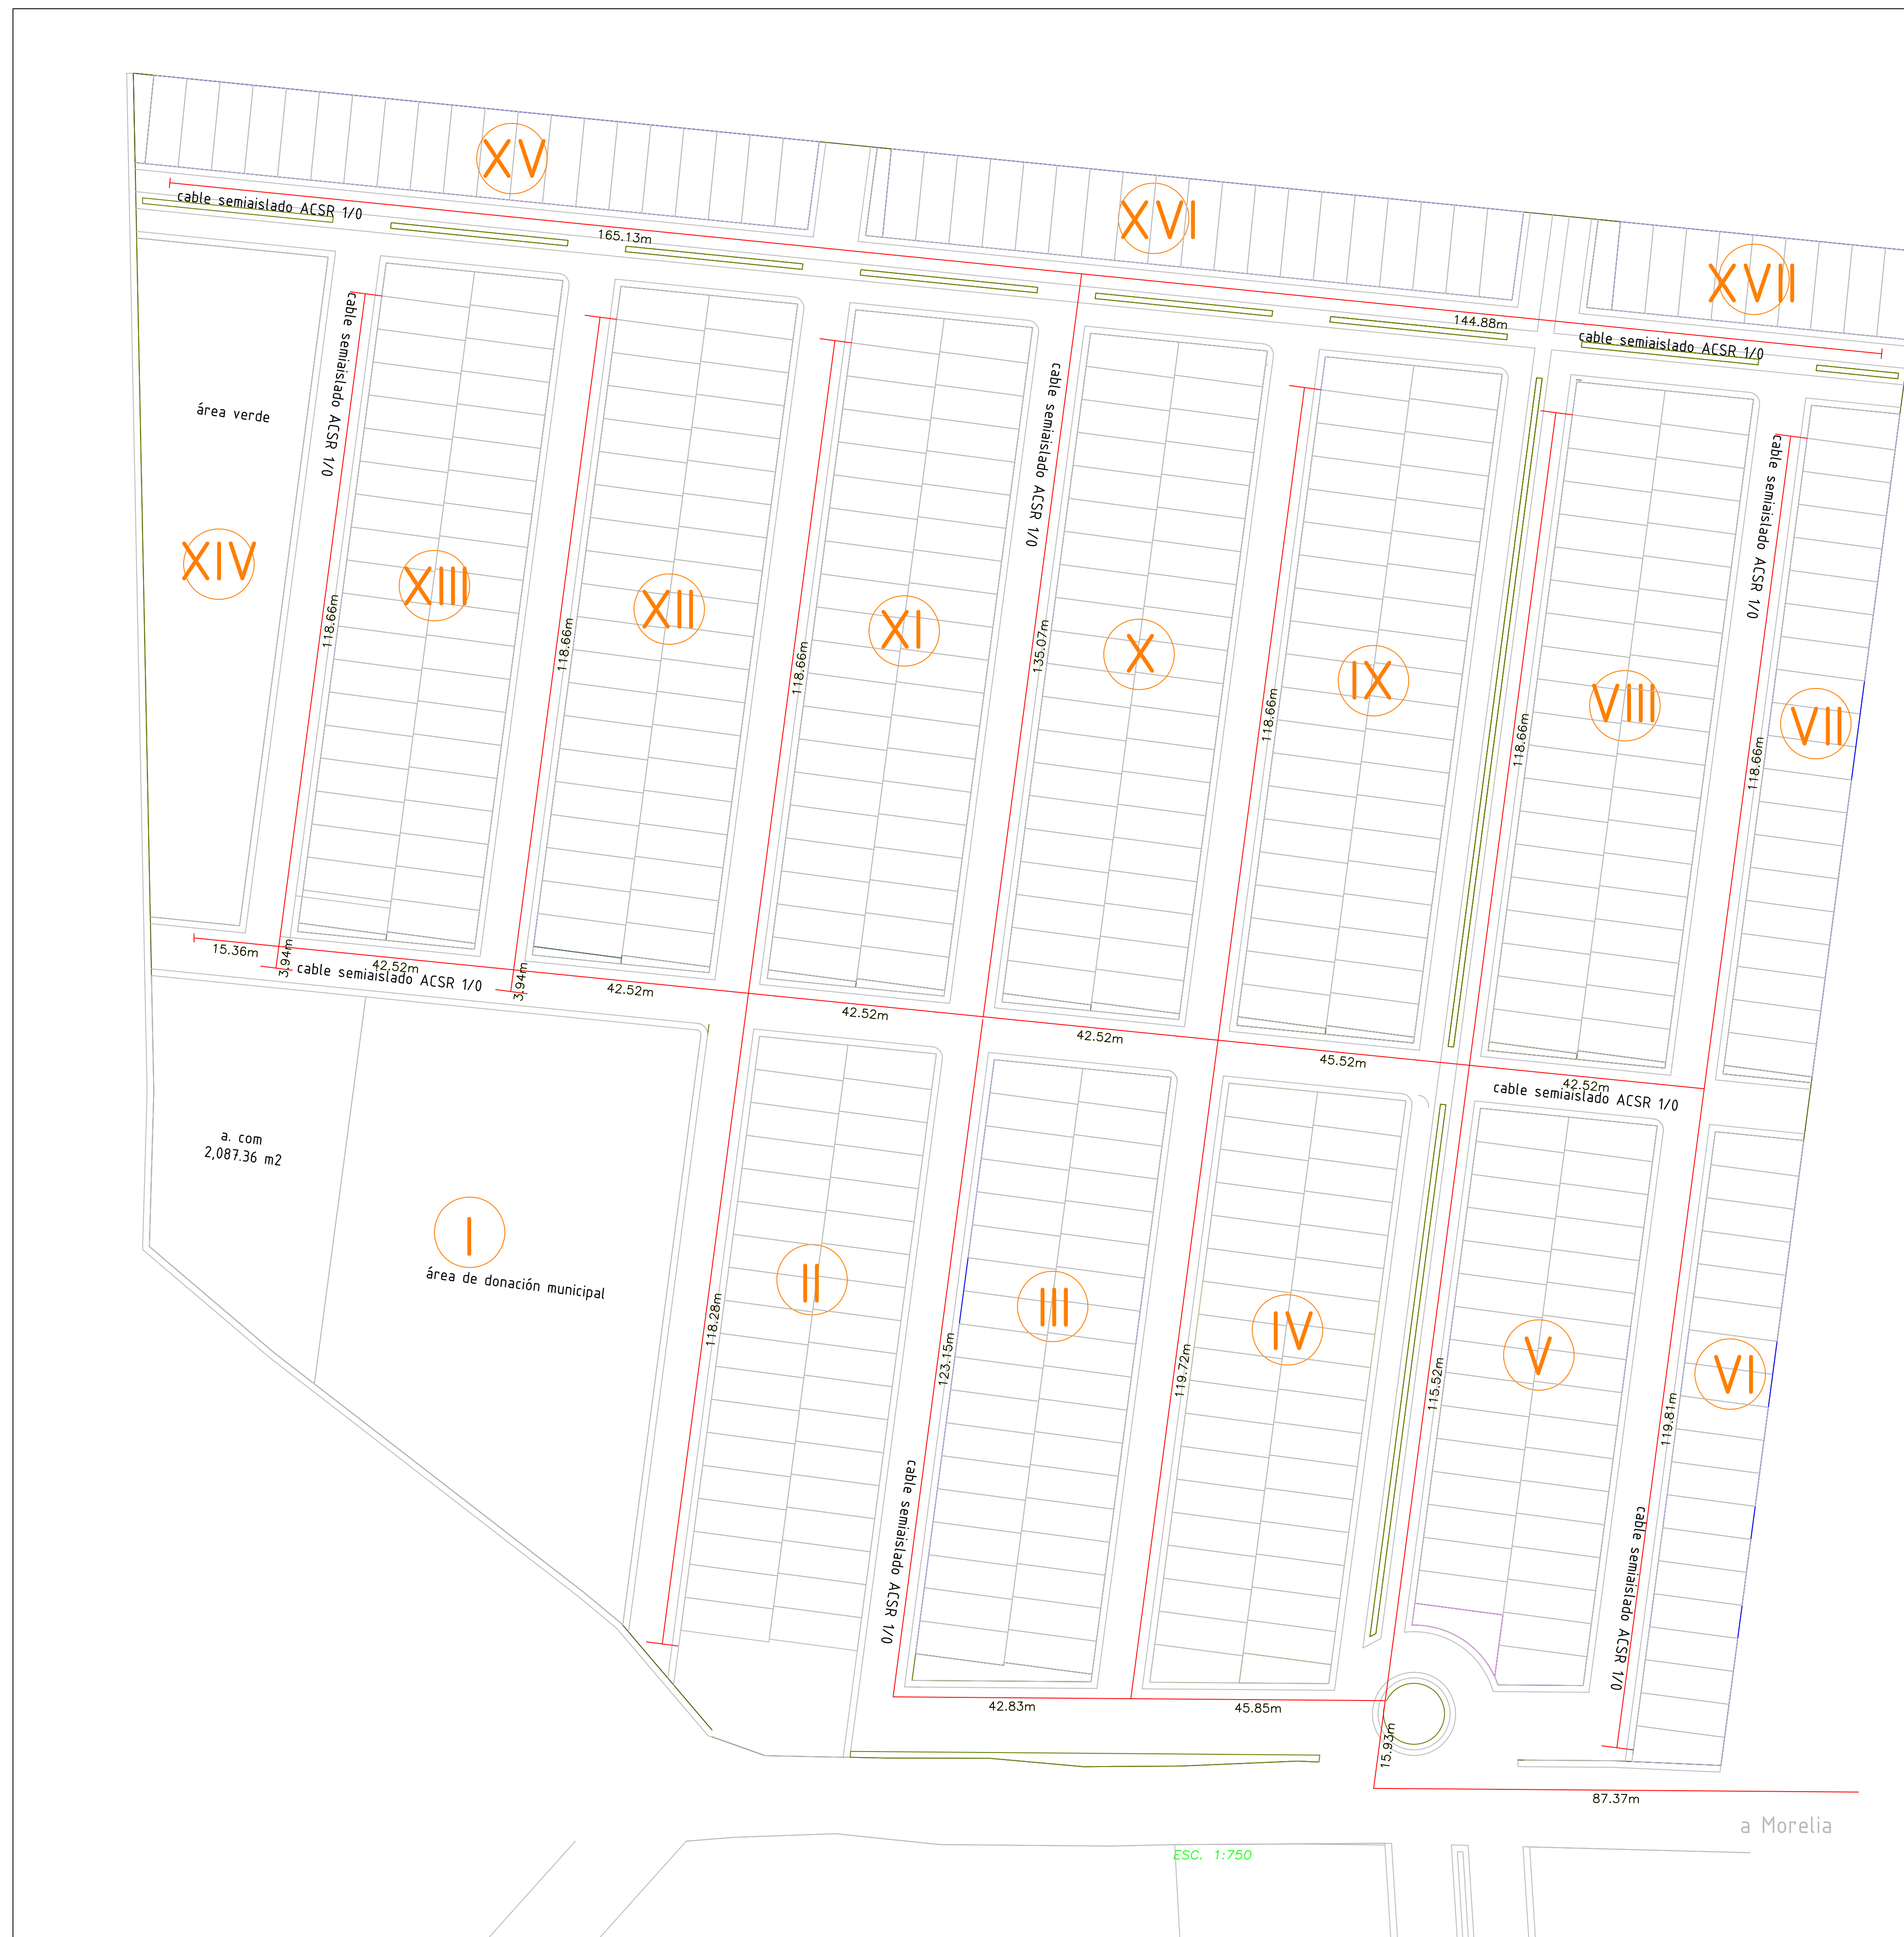 XV
XVI
XVII
cable semiaislado ACSR 1/0
165.13m
144.88m
cable semiaislado ACSR 1/0
cable semiaislado ACSR 1/0
cable semiaislado ACSR 1/0
cable semiaislado ACSR 1/0
área verde
XIV
XIII
XII
XI
X
IX
VIII
VII
118.66m
118.66m
118.66m
135.07m
118.66m
118.66m
118.66m
15.36m
3.94m
42.52m
3.94m
42.52m
42.52m
42.52m
45.52m
42.52m
cable semiaislado ACSR 1/0
cable semiaislado ACSR 1/0
a. com
2,087.36 m2
I
área de donación municipal
II
III
IV
V
VI
118.28m
123.15m
119.72m
115.52m
119.81m
cable semiaislado ACSR 1/0
cable semiaislado ACSR 1/0
42.83m
45.85m
15.93m
87.37m
a Morelia
ESC. 1:750